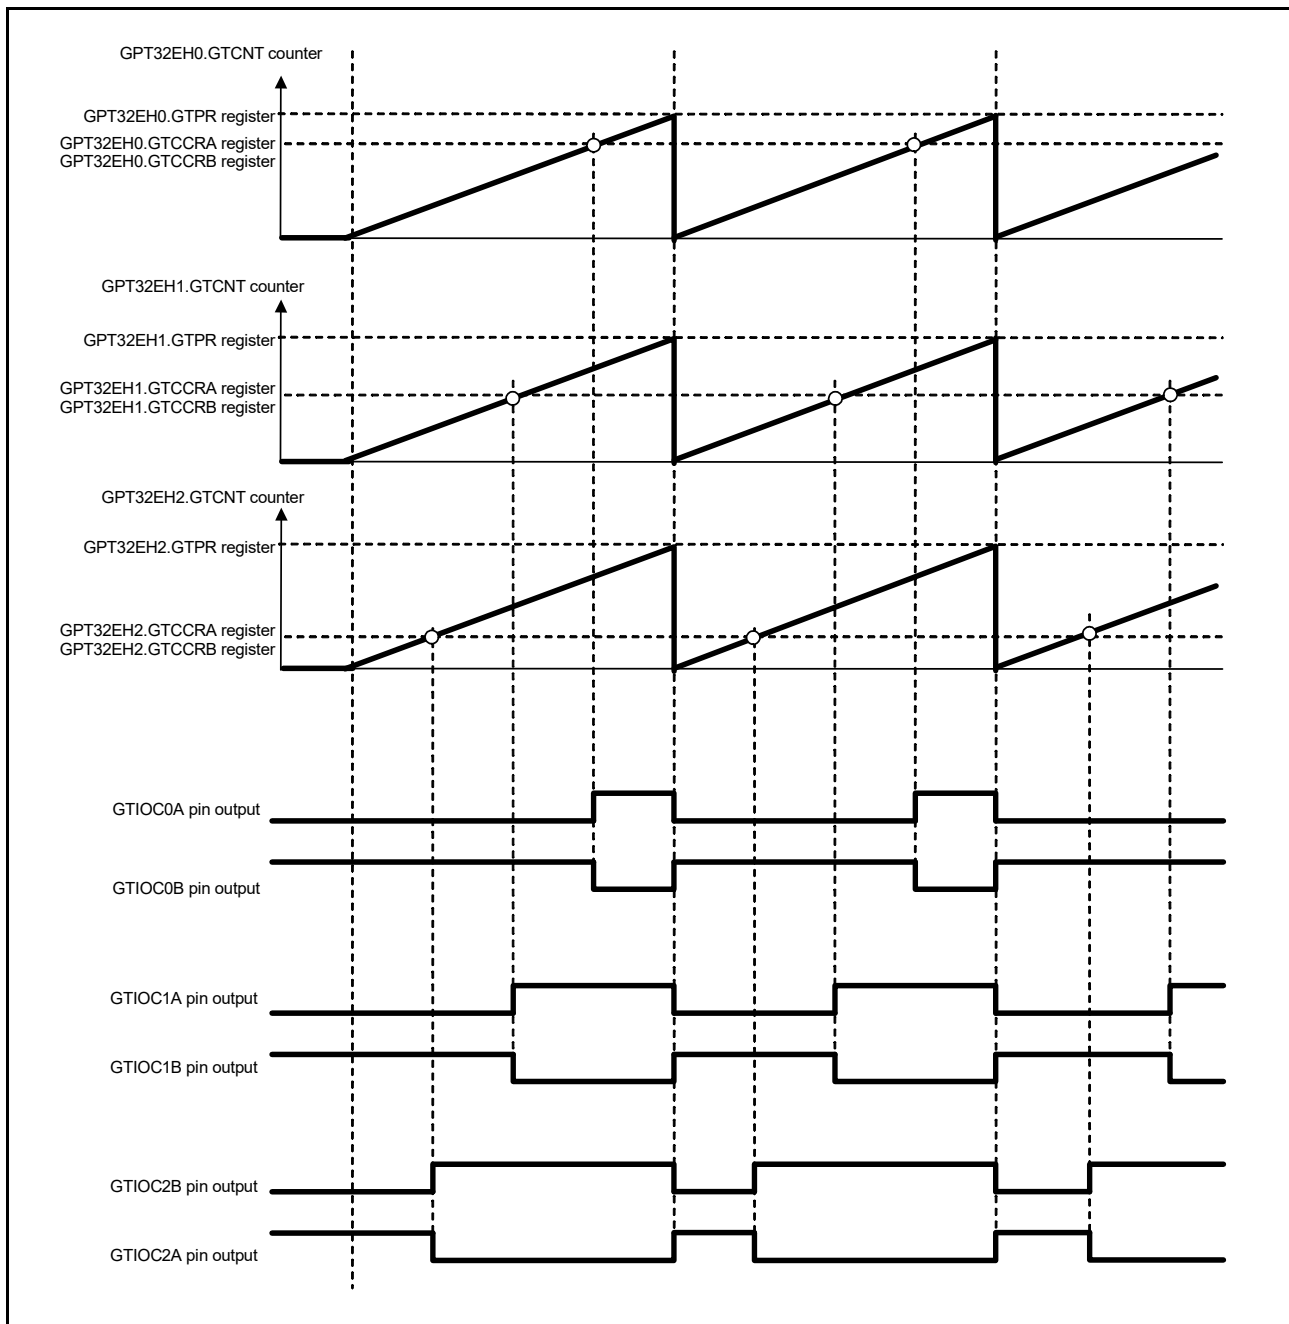 GPT32EH0.GTCNT counter
GPT32EH0.GTPR register
GPT32EH0.GTCCRA register
GPT32EH0.GTCCRB register
GPT32EH1.GTCNT counter
GPT32EH1.GTPR register
GPT32EH1.GTCCRA register
GPT32EH1.GTCCRB register
GPT32EH2.GTCNT counter
GPT32EH2.GTPR register
GPT32EH2.GTCCRA register
GPT32EH2.GTCCRB register
GTIOC0A pin output
GTIOC0B pin output
GTIOC1A pin output
GTIOC1B pin output
GTIOC2B pin output
GTIOC2A pin output